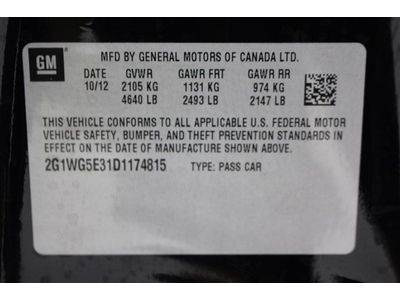 GM
MFD BY GENERAL MOTORS OF CANADA LTD.
DATE GVWR GAWR FRT GAWR RR
10/12 2105 KG 1131 KG 974 KG
4640 LB 2493 LB 2147 LB
THIS VEHICLE CONFORMS TO ALL APPLICABLE U.S. FEDERAL MOTOR
VEHICLE SAFETY, BUMPER, AND THEFT PREVENTION STANDARDS
IN EFFECT ON THE DATE OF MANUFACTURE SHOWN ABOVE.
2G1WG5E31D1174815 TYPE: PASS CAR